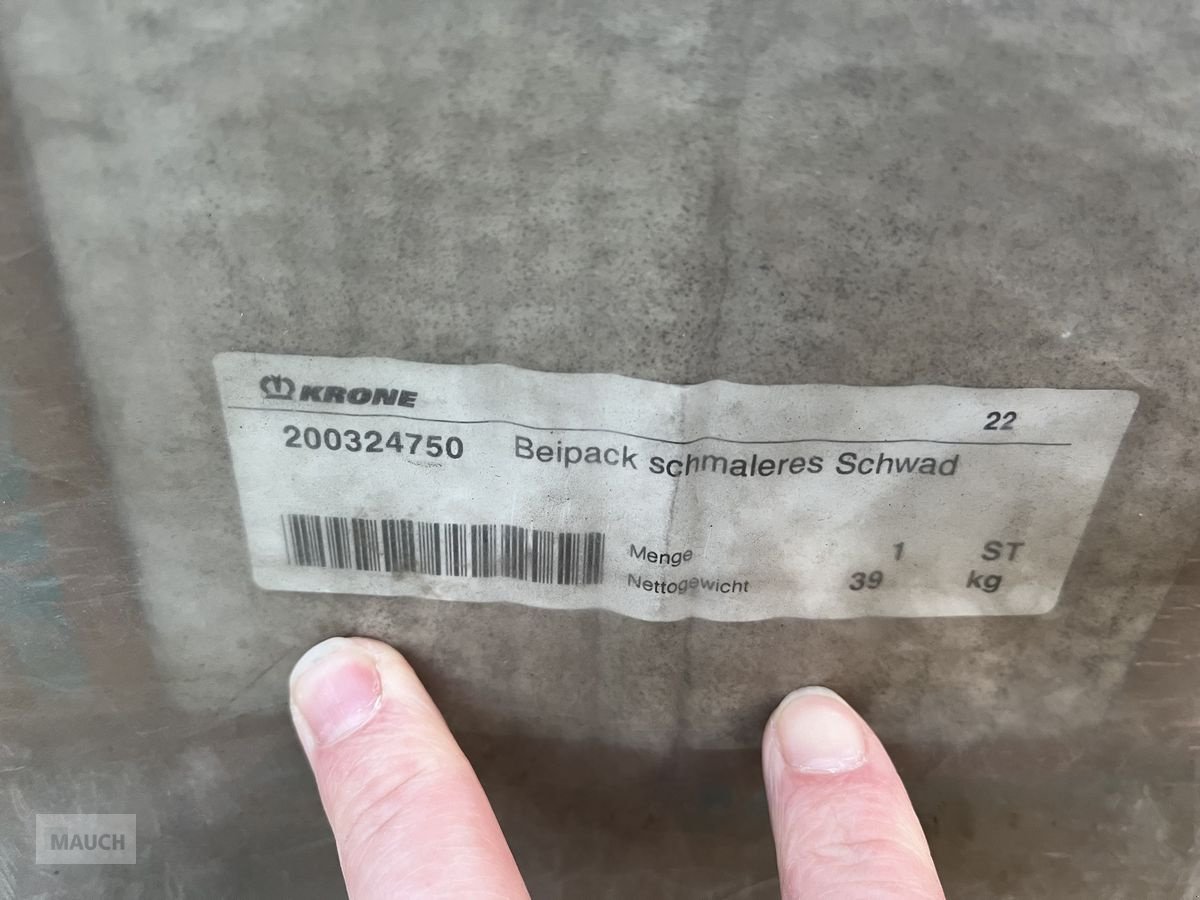 KRONE
22
200324750 Beipack schmaleres Schwad
Menge 1 ST
Nettogewicht 39 kg
MAUCH